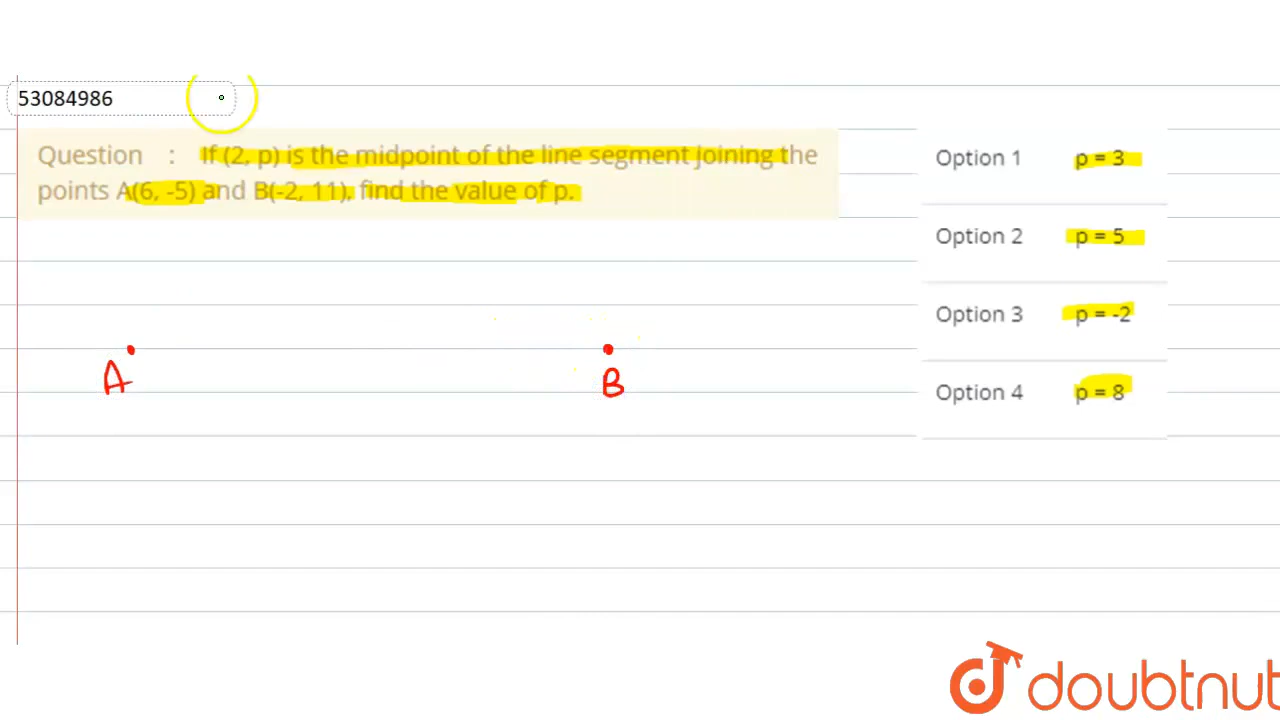 53084986
Question : If (2, p) is the midpoint of the line segment joining the
points A(6, -5) and B(-2, 11), find the value of p.
Option 1 p = 3
Option 2 p = 5
Option 3 p = -2
Option 4 p = 8
A B
doubtnut